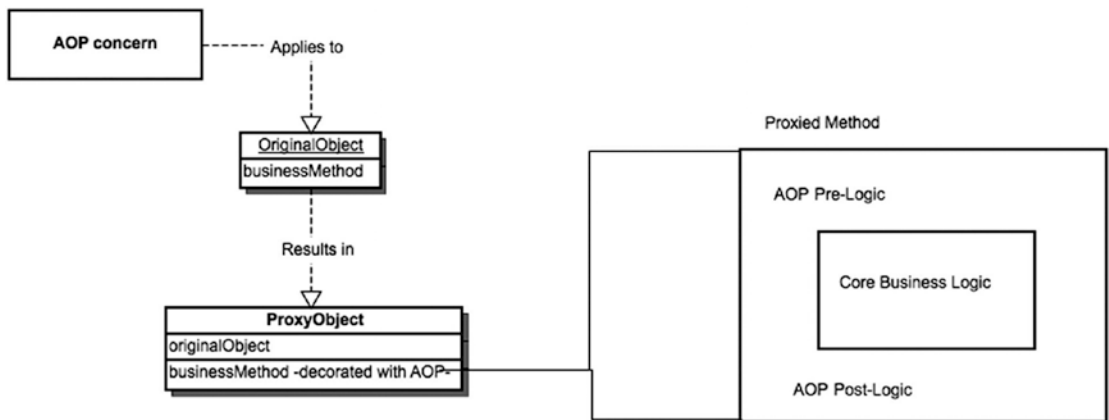 AOP concern
Applies to
OriginalObject
businessMethod
Results in
ProxyObject
originalObject
businessMethod -decorated with AOP-
Proxied Method
AOP Pre-Logic
Core Business Logic
AOP Post-Logic